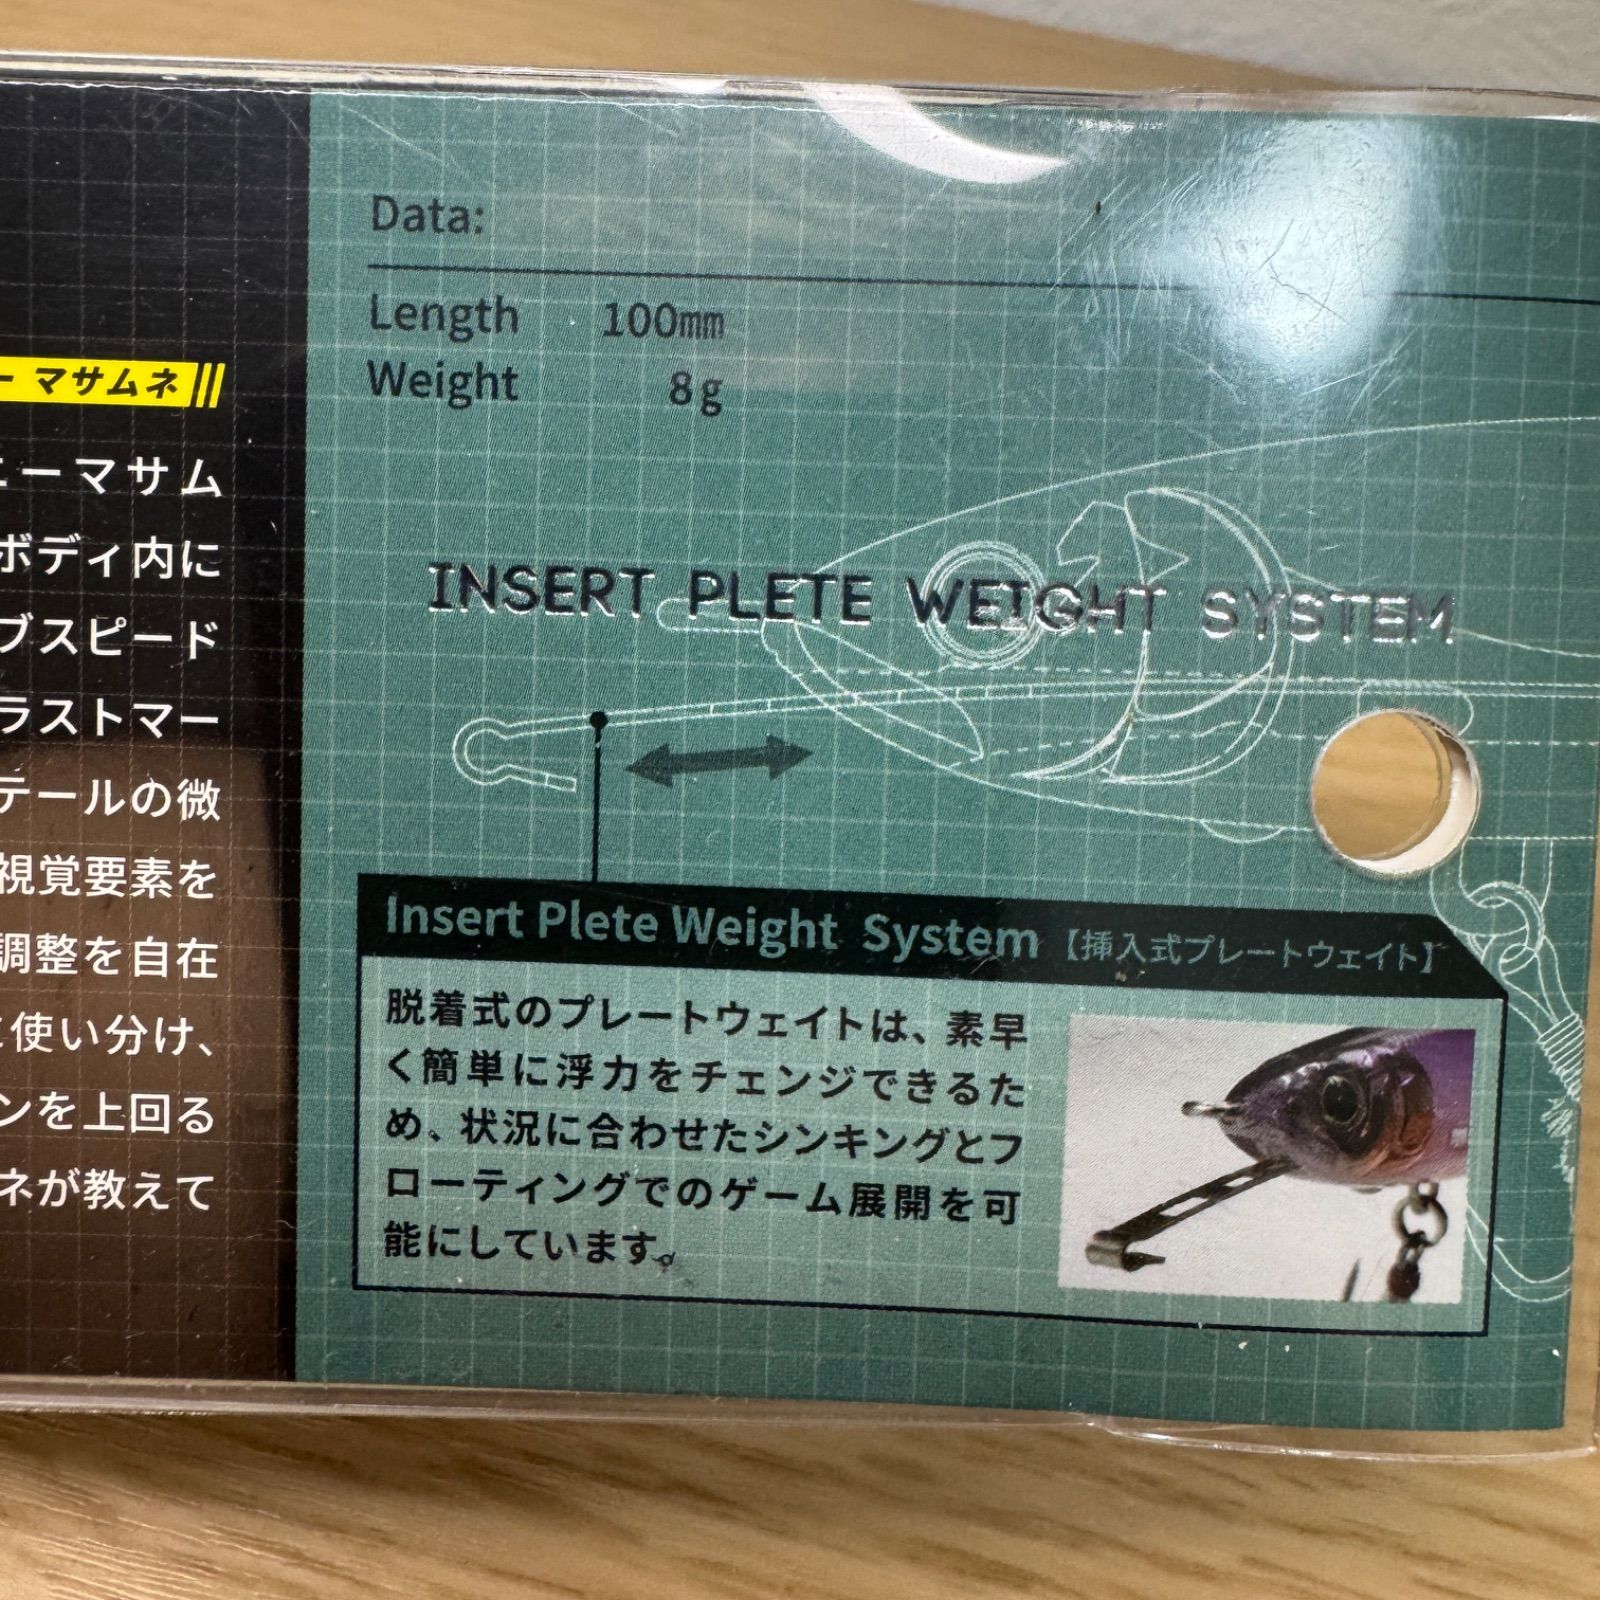 ー マサムネ
ニーマサム
ボディ内に
ブスピード
ラストマー
テールの微
視覚要素を
調整を自在
使い分け、
ンを上回る
ネが教えて
Data:
Length 100mm
Weight 8g
INSERT PLETE WEIGHT SYSTEM
Insert Plete Weight System 【挿入式プレートウェイト】
脱着式のプレートウェイトは、素早
く簡単に浮力をチェンジできるた
め、状況に合わせたシンキングとフ
ローティングでのゲーム展開を可
能にしています。